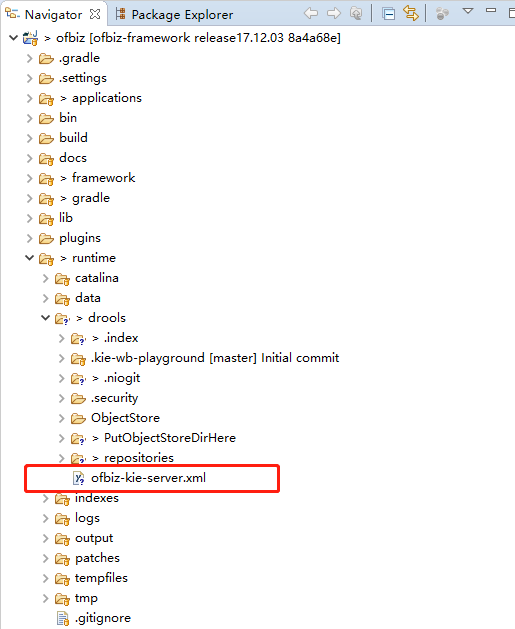 Navigator Package Explorer
> ofbiz [ofbiz-framework release17.12.03 8a4a68e]
.gradle
.settings
> applications
bin
build
docs
> framework
> gradle
lib
plugins
> runtime
catalina
data
> drools
> .index
.kie-wb-playground [master] Initial commit
> .niogit
.security
ObjectStore
> PutObjectStoreDirHere
> repositories
ofbiz-kie-server.xml
indexes
logs
output
patches
tempfiles
tmp
.gitignore